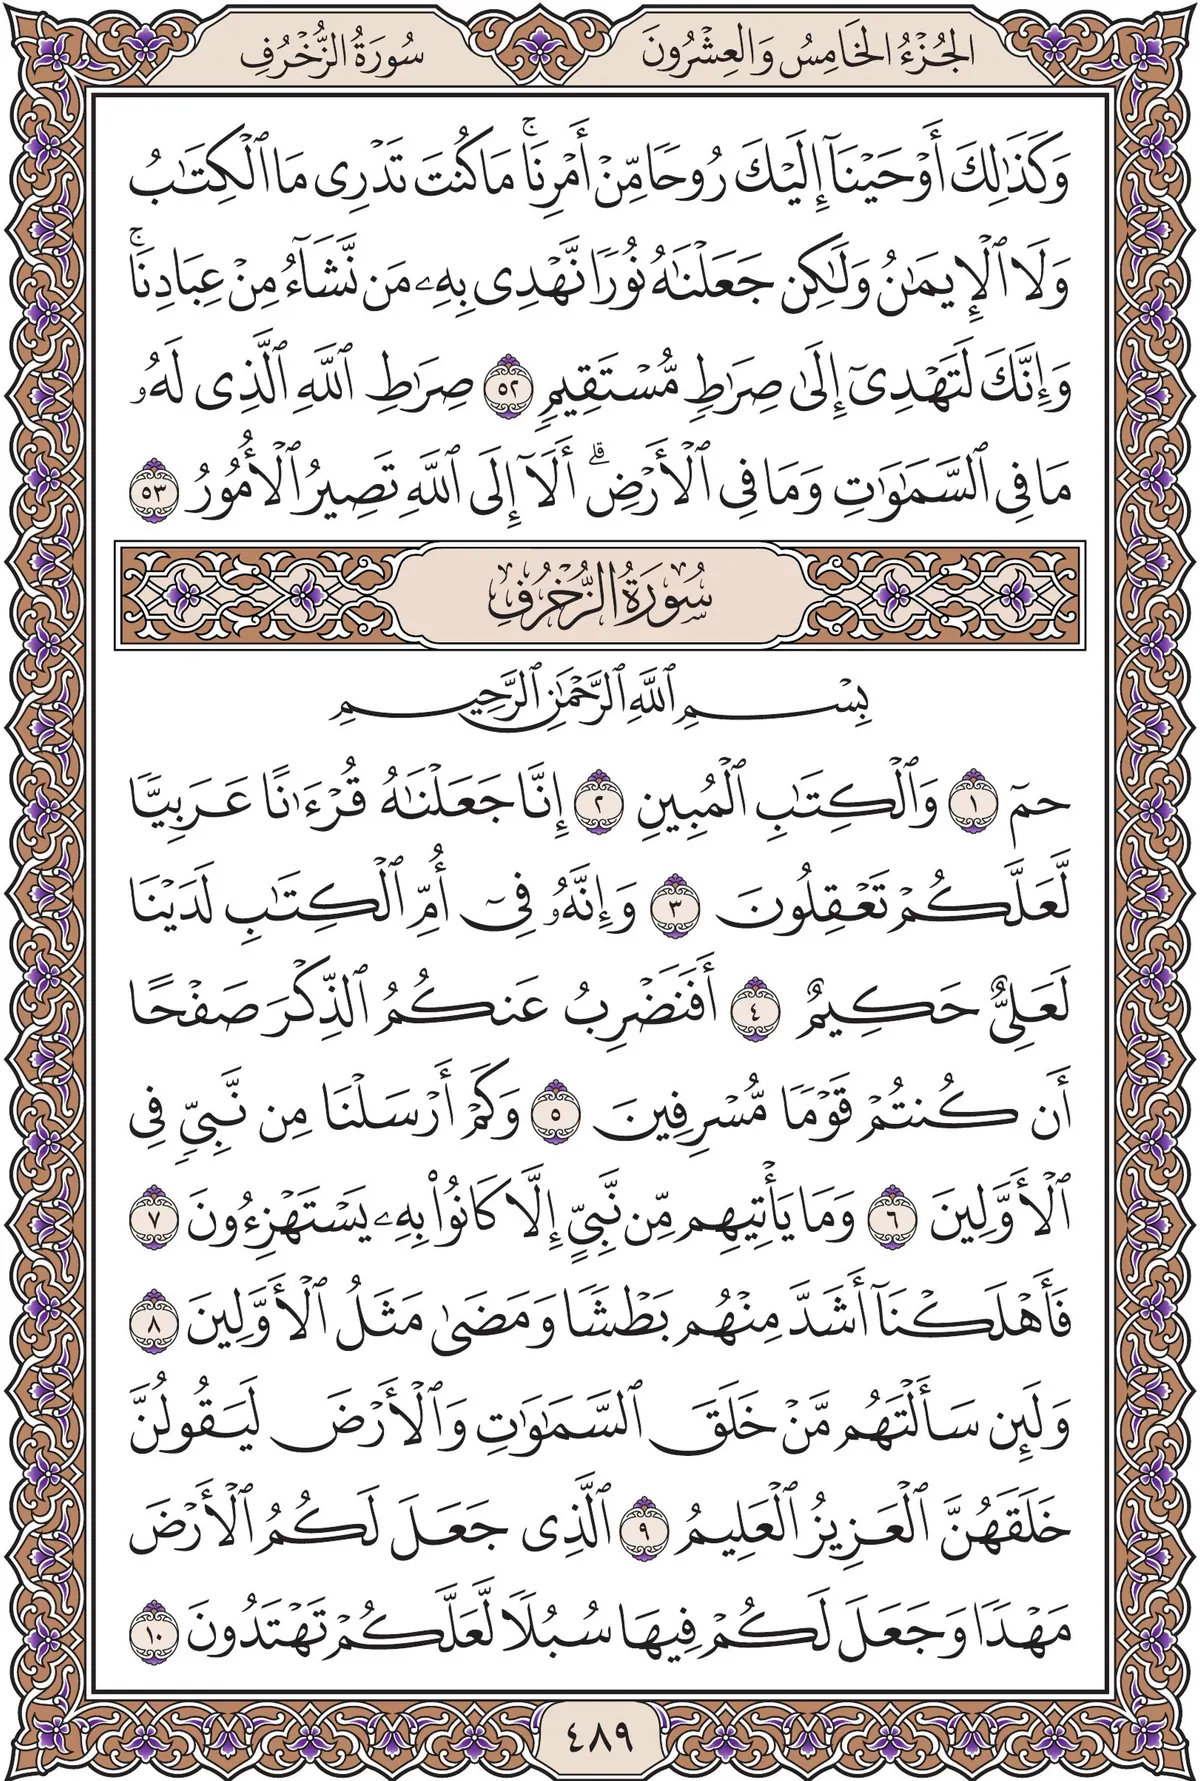 الجُزْءُ الخَامِسُ وَالعِشْرُونَ
سُورَةُ الزُّخْرُفِ
وَكَذَٰلِكَ أَوْحَيْنَآ إِلَيْكَ رُوحًا مِّنْ أَمْرِنَاۚ مَا كُنتَ تَدْرِى مَا ٱلْكِتَٰبُ
وَلَا ٱلْإِيمَٰنُ وَلَٰكِن جَعَلْنَٰهُ نُورًا نَّهْدِى بِهِۦ مَن نَّشَآءُ مِنْ عِبَادِنَاۚ
وَإِنَّكَ لَتَهْدِىٓ إِلَىٰ صِرَٰطٍ مُّسْتَقِيمٍ ٥٢ صِرَٰطِ ٱللَّهِ ٱلَّذِى لَهُۥ
مَا فِى ٱلسَّمَٰوَٰتِ وَمَا فِى ٱلْأَرْضِۗ أَلَآ إِلَى ٱللَّهِ تَصِيرُ ٱلْأُمُورُ ٥٣
سُورَةُ الزُّخْرُفِ
بِسْمِ ٱللَّهِ ٱلرَّحْمَٰنِ ٱلرَّحِيمِ
حمٓ ١ وَٱلْكِتَٰبِ ٱلْمُبِينِ ٢ إِنَّا جَعَلْنَٰهُ قُرْءَٰنًا عَرَبِيًّا
لَّعَلَّكُمْ تَعْقِلُونَ ٣ وَإِنَّهُۥ فِىٓ أُمِّ ٱلْكِتَٰبِ لَدَيْنَا
لَعَلِىٌّ حَكِيمٌ ٤ أَفَنَضْرِبُ عَنكُمُ ٱلذِّكْرَ صَفْحًا
أَن كُنتُمْ قَوْمًا مُّسْرِفِينَ ٥ وَكَمْ أَرْسَلْنَا مِن نَّبِىٍّ فِى
ٱلْأَوَّلِينَ ٦ وَمَا يَأْتِيهِم مِّن نَّبِىٍّ إِلَّا كَانُوا۟ بِهِۦ يَسْتَهْزِءُونَ ٧
فَأَهْلَكْنَآ أَشَدَّ مِنْهُم بَطْشًا وَمَضَىٰ مَثَلُ ٱلْأَوَّلِينَ ٨
وَلَئِن سَأَلْتَهُم مَّنْ خَلَقَ ٱلسَّمَٰوَٰتِ وَٱلْأَرْضَ لَيَقُولُنَّ
خَلَقَهُنَّ ٱلْعَزِيزُ ٱلْعَلِيمُ ٩ ٱلَّذِى جَعَلَ لَكُمُ ٱلْأَرْضَ
مَهْدًا وَجَعَلَ لَكُمْ فِيهَا سُبُلًا لَّعَلَّكُمْ تَهْتَدُونَ ١٠
٤٨٩